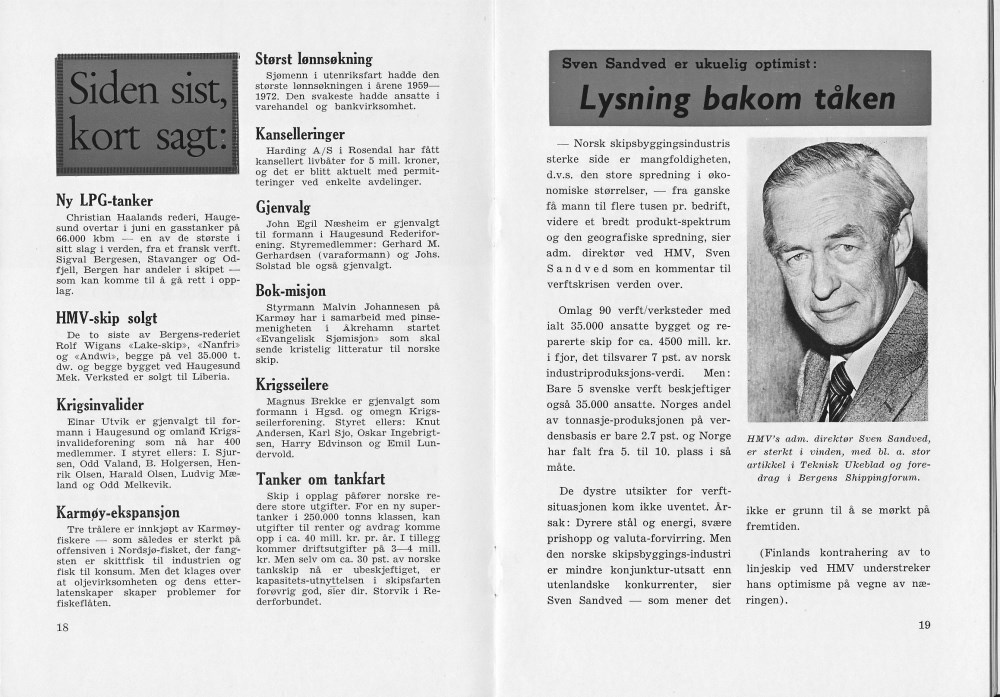 Siden sist,
kort sagt:
Ny LPG-tanker
Christian Haalands rederi, Hauge-
sund overtar i juni en gasstanker på
66.000 kbm — en av de største i
sitt slag i verden, fra et fransk verft.
Sigval Bergesen, Stavanger og Od-
fjell, Bergen har andeler i skipet —
som kan komme til å gå rett i opp-
lag.
HMV-skip solgt
De to siste av Bergens-rederiet
Rolf Wigans «Lake-skip», «Nanfri»
og «Andwi», begge på vel 35.000 t.
dw. og begge bygget ved Haugesund
Mek. Verksted er solgt til Liberia.
Krigsinvalider
Einar Utvik er gjenvalgt til for-
mann i Haugesund og omland Krigs-
invalideforening som nå har 400
medlemmer. I styret ellers: I. Sjur-
sen, Odd Valand, B. Holgersen, Hen-
rik Olsen, Harald Olsen, Ludvig Mæ-
land og Odd Melkevik.
Karmøy-ekspansjon
Tre trålere er innkjøpt av Karmøy-
fiskere — som således er sterkt på
offensiven i Nordsjø-fisket, der fang-
sten er skittfisk til industrien og
fisk til konsum. Men det klages over
at oljevirksomheten og dens etter-
latenskaper skaper problemer for
fiskeflåten.
18
Størst lønnsøkning
Sjømenn i utenriksfart hadde den
største lønnsøkningen i årene 1959—
1972. Den svakeste hadde ansatte i
varehandel og bankvirksomhet.
Kanselleringer
Harding A/S i Rosendal har fått
kansellert livbåter for 5 mill. kroner,
og det er blitt aktuelt med permit-
teringer ved enkelte avdelinger.
Gjenvalg
John Egil Næsheim er gjenvalgt
til formann i Haugesund Rederifor-
ening. Styremedlemmer: Gerhard M.
Gerhardsen (varaformann) og Johs.
Solstad ble også gjenvalgt.
Bok-misjon
Styrmann Malvin Johannesen på
Karmøy har i samarbeid med pinse-
menigheten i Åkrehamn startet
«Evangelisk Sjømisjon» som skal
sende kristelig litteratur til norske
skip.
Krigsseilere
Magnus Brekke er gjenvalgt som
formann i Hgsd. og omegn Krigs-
seilerforening. Styret ellers: Knut
Andersen, Karl Sjo, Oskar Ingebrigt-
sen, Harry Edvinson og Emil Lun-
dervold.
Tanker om tankfart
Skip i opplag påfører norske re-
dere store utgifter. For en ny super-
tanker i 250.000 tonns klassen, kan
utgifter til renter og avdrag komme
opp i ca. 40 mill. kr. pr. år. I tillegg
kommer driftsutgifter på 3—4 mill.
kr. Men selv om ca. 30 pst. av norske
tankskip nå er ubeskjeftiget, er
kapasitets-utnyttelsen i skipsfarten
forøvrig god, sier dir. Storvik i Re-
derforbundet.
Sven Sandved er ukuelig optimist:
Lysning bakom tåken
— Norsk skipsbyggingsindustris
sterke side er mangfoldigheten,
d.v.s. den store spredning i øko-
nomiske størrelser, — fra ganske
få mann til flere tusen pr. bedrift,
videre et bredt produkt-spektrum
og den geografiske spredning, sier
adm. direktør ved HMV, Sven
Sandved som en kommentar til
verftskrisen verden over.
Omlag 90 verft/verksteder med
ialt 35.000 ansatte bygget og re-
parerte skip for ca. 4500 mill. kr.
i fjor, det tilsvarer 7 pst. av norsk
industriproduksjons-verdi. Men:
Bare 5 svenske verft beskjeftiger
også 35.000 ansatte. Norges andel
av tonnasje-produksjonen på ver-
densbasis er bare 2.7 pst. og Norge
har falt fra 5. til 10. plass i så
måte.
De dystre utsikter for verft-
situasjonen kom ikke uventet. År-
sak: Dyrere stål og energi, svære
prishopp og valuta-forvirring. Men
den norske skipsbyggings-industri
er mindre konjunktur-utsatt enn
utenlandske konkurrenter, sier
Sven Sandved — som mener det
HMV's adm. direktør Sven Sandved,
er sterkt i vinden, med bl. a. stor
artikkel i Teknisk Ukeblad og fore-
drag i Bergens Shippingforum.
ikke er grunn til å se mørkt på
fremtiden.
(Finlands kontrahering av to
linjeskip ved HMV understreker
hans optimisme på vegne av næ-
ringen).
19